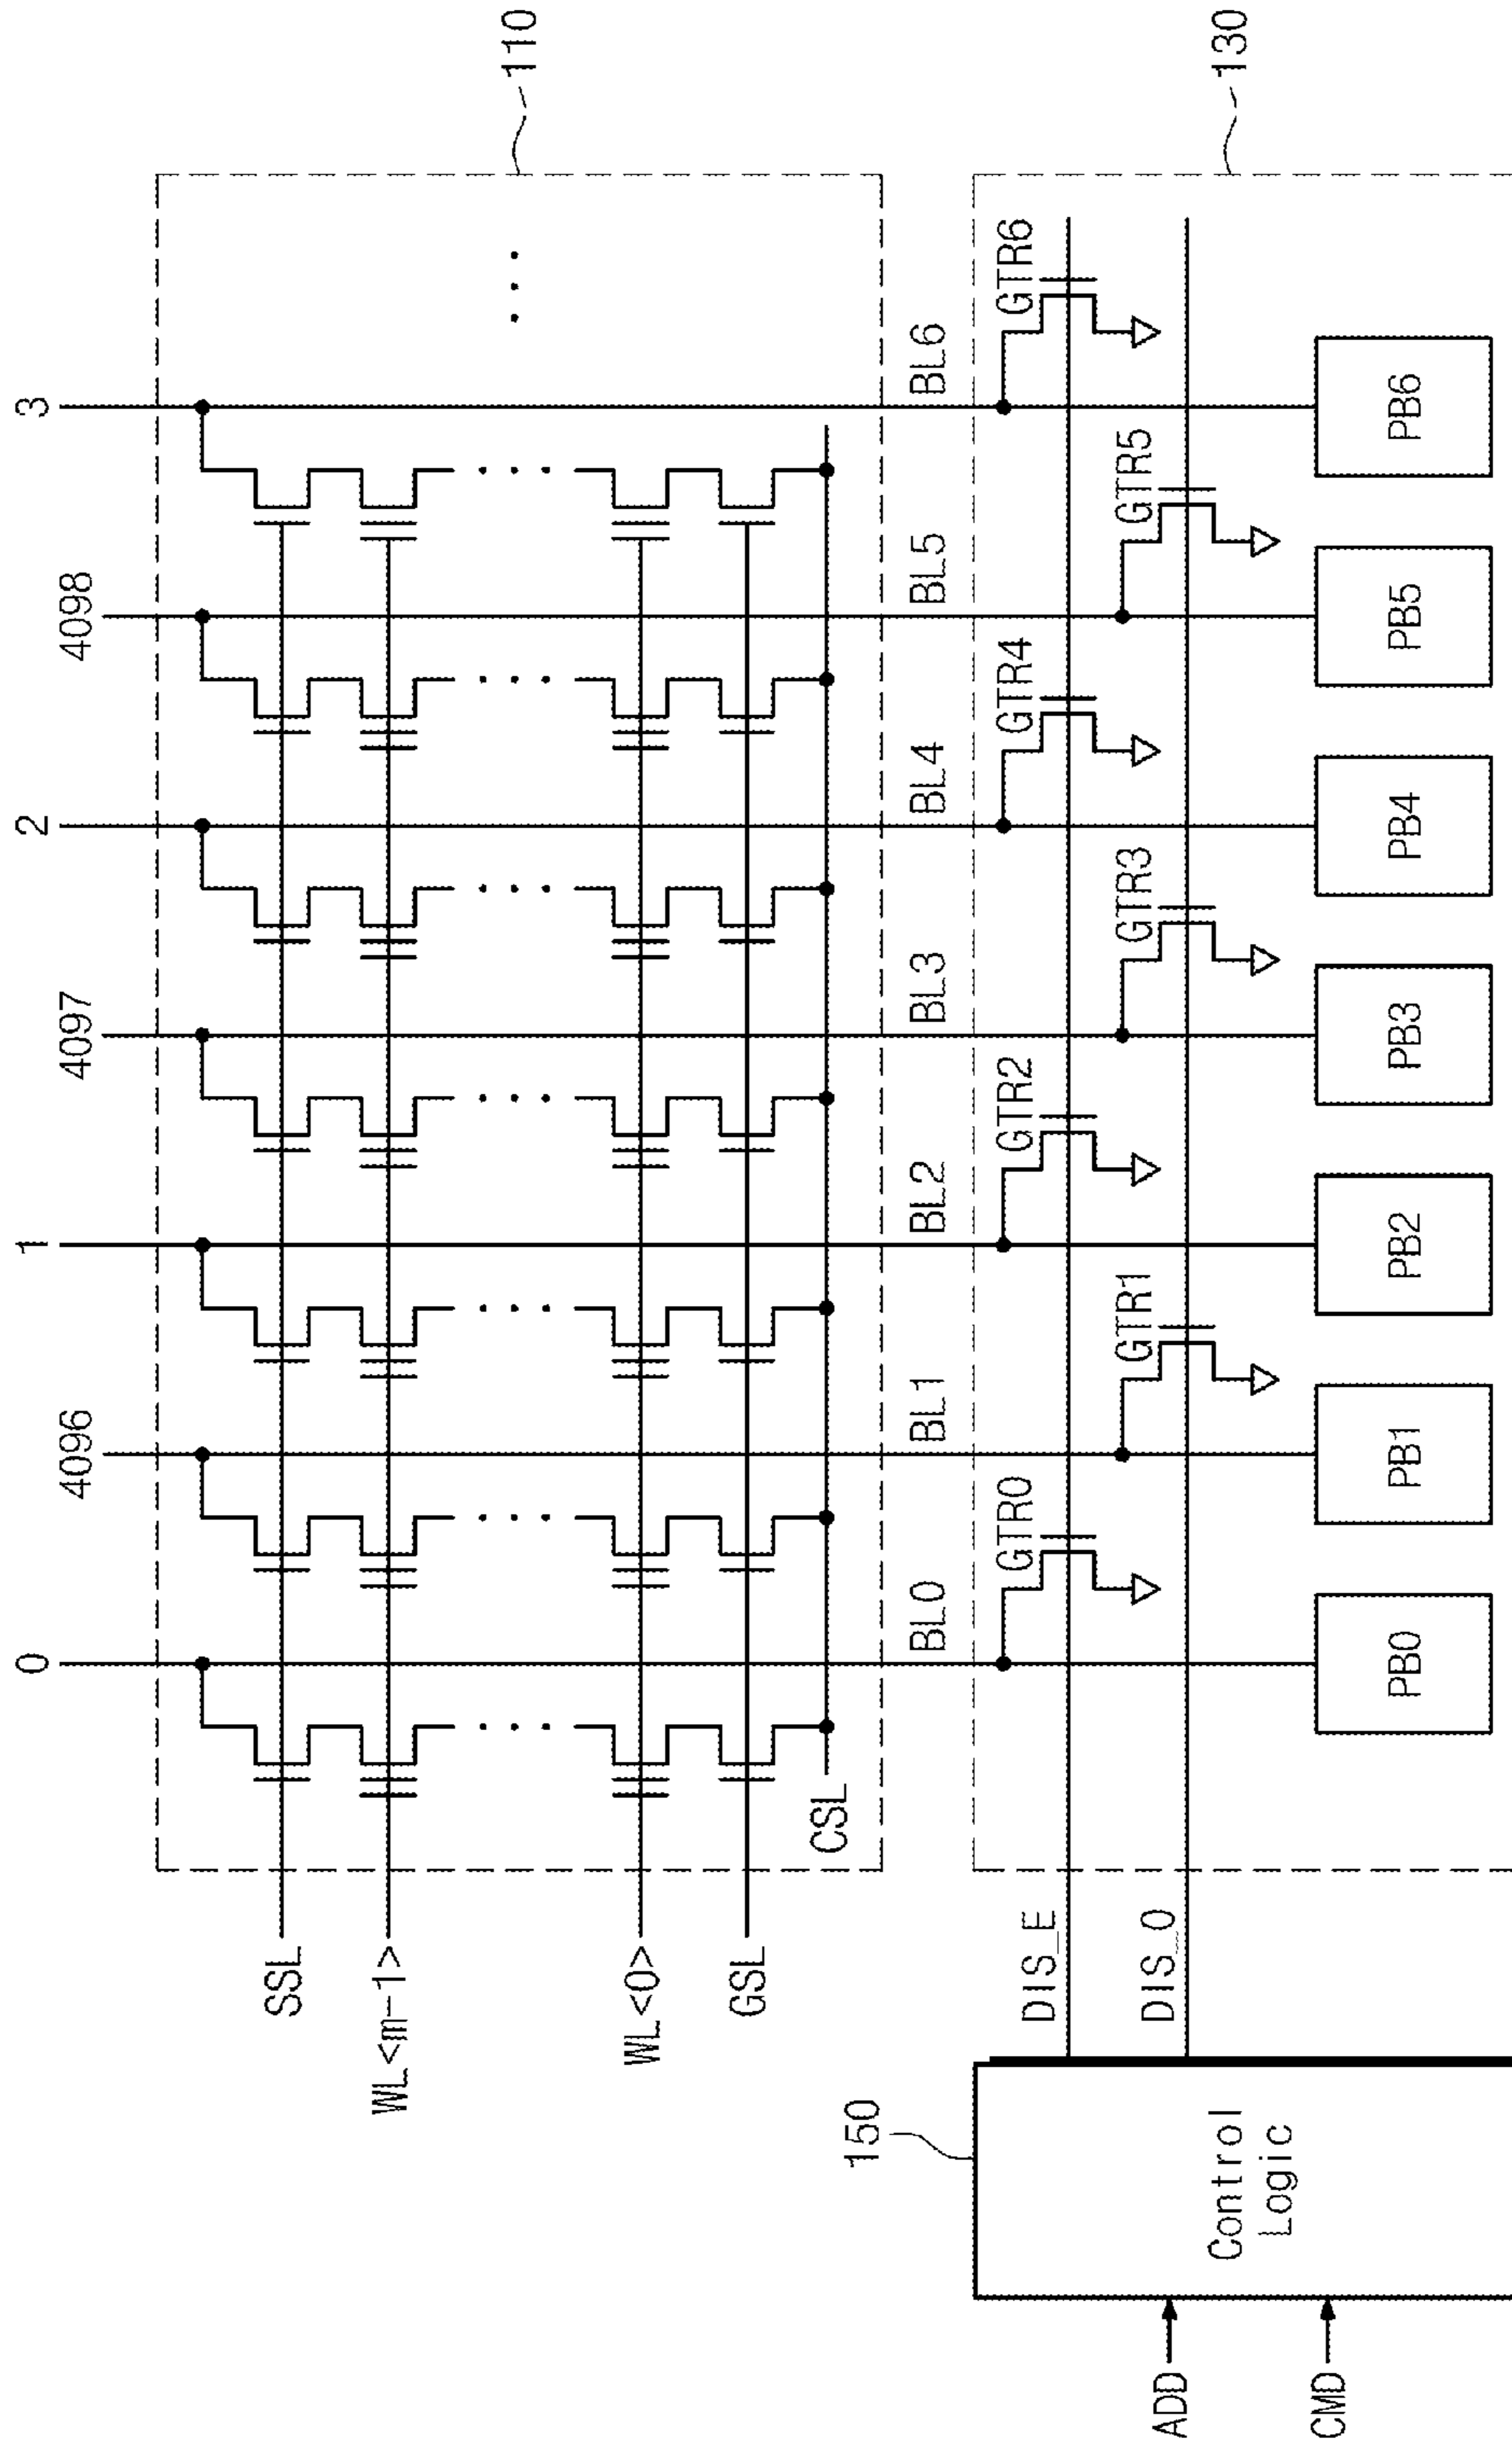 0 4096 1 4097 2 4098 3
SSL
WL<m-1>
WL<0>
GSL
CSL
110
BL0 BL1 BL2 BL3 BL4 BL5 BL6
150
GTR0 GTR2 GTR4 GTR6
DIS_E
GTR1 GTR3 GTR5
DIS_O
130
Control
Logic
ADD
CMD
PB0 PB1 PB2 PB3 PB4 PB5 PB6